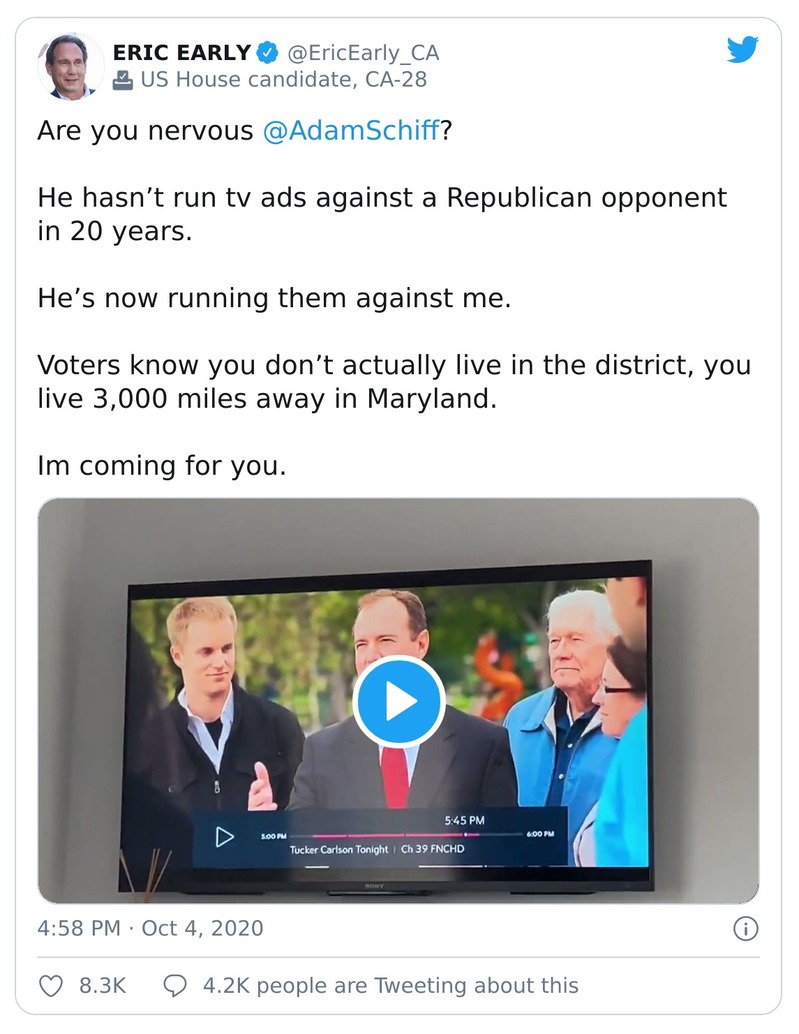 ERIC EARLY @EricEarly_CA
US House candidate, CA-28
Are you nervous @AdamSchiff?
He hasn’t run tv ads against a Republican opponent
in 20 years.
He’s now running them against me.
Voters know you don’t actually live in the district, you
live 3,000 miles away in Maryland.
Im coming for you.
5:45 PM
5:00 PM 6:00 PM
Tucker Carlson Tonight | Ch 39 FNCHD
SONY
4:58 PM · Oct 4, 2020
8.3K 4.2K people are Tweeting about this